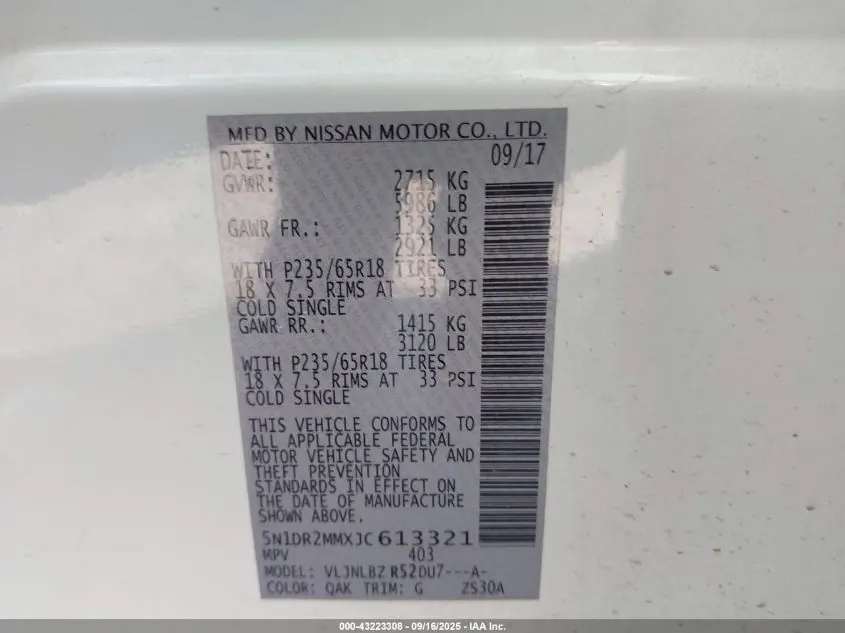 MFD BY NISSAN MOTOR CO., LTD.
DATE: 09/17
GVWR: 2715 KG
5986 LB
GAWR FR.: 1325 KG
2921 LB
WITH P235/65R18 TIRES
18 X 7.5 RIMS AT 33 PSI
COLD SINGLE
GAWR RR.: 1415 KG
3120 LB
WITH P235/65R18 TIRES
18 X 7.5 RIMS AT 33 PSI
COLD SINGLE
THIS VEHICLE CONFORMS TO
ALL APPLICABLE FEDERAL
MOTOR VEHICLE SAFETY AND
THEFT PREVENTION
STANDARDS IN EFFECT ON
THE DATE OF MANUFACTURE
SHOWN ABOVE.
5N1DR2MMXJC613321
MPV 403
MODEL: VLJNLBZ R52DU7---A-
COLOR: QAK TRIM: G ZS30A
000-43223308 - 09/16/2025 - IAA Inc.